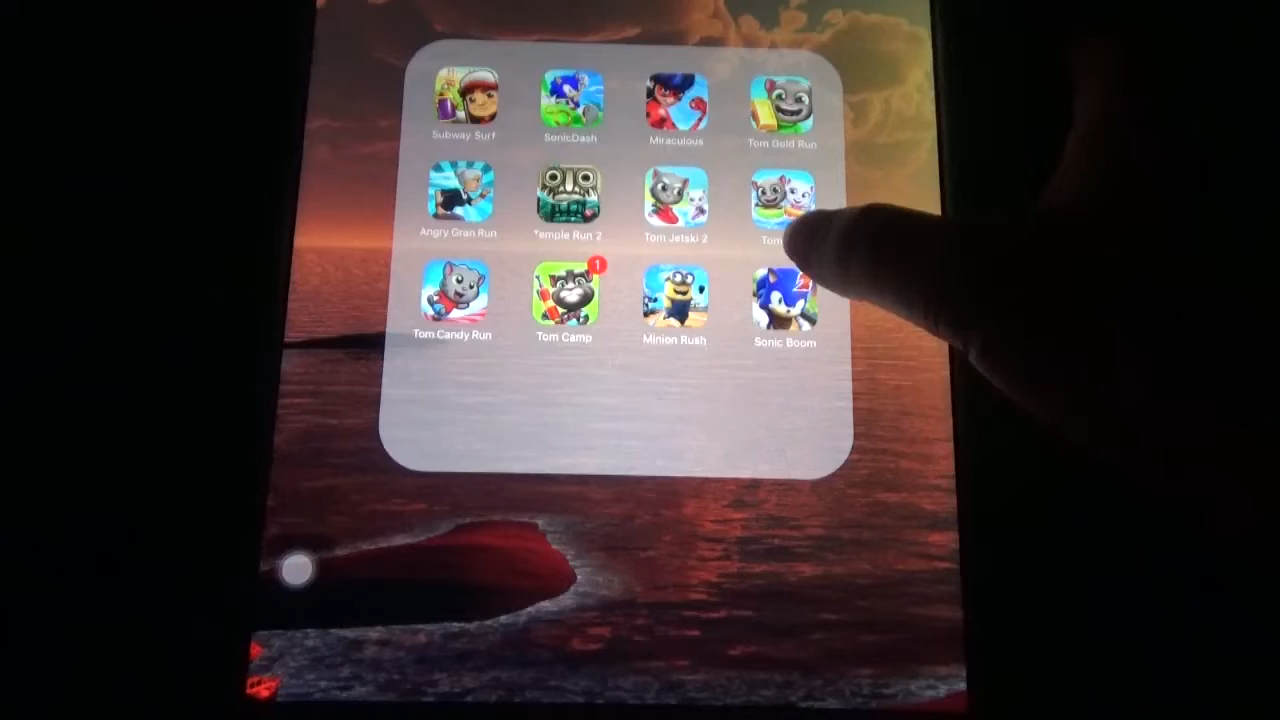 Subway Surf
SonicDash
Miraculous
Tom Gold Run
Angry Gran Run
Temple Run 2
Tom Jetski 2
Tom
Tom Candy Run
1
Tom Camp
Minion Rush
Sonic Boom